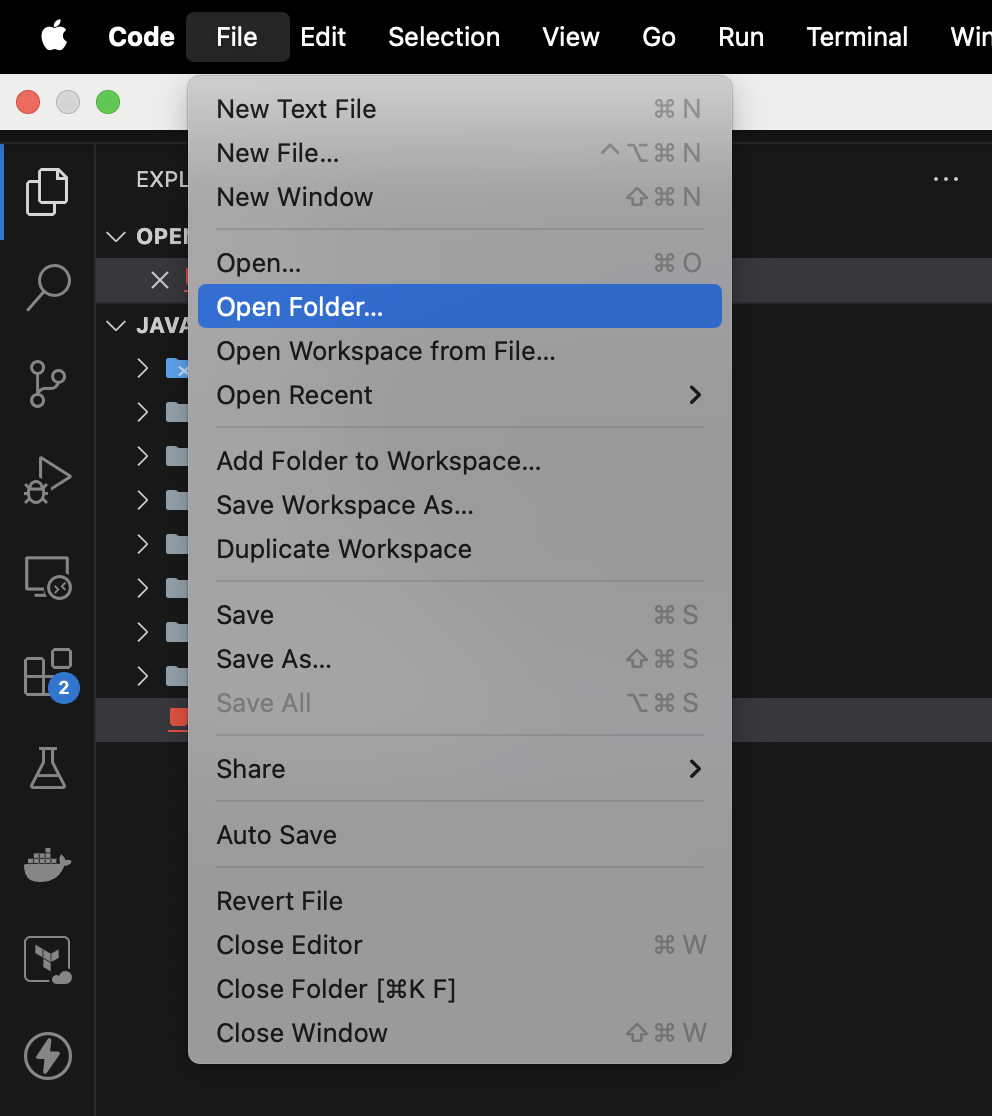 Code File Edit Selection View Go Run Terminal
New Text File ⌘ N
EXPL
New File... ^ ⌥ ⌘ N
New Window ⇧ ⌘ N
OPEN
Open... ⌘ O
Open Folder...
JAVA
Open Workspace from File...
Open Recent
Add Folder to Workspace...
Save Workspace As...
Duplicate Workspace
Save ⌘ S
Save As... ⇧ ⌘ S
2
Save All ⌥ ⌘ S
Share
Auto Save
Revert File
Close Editor ⌘ W
Close Folder [⌘K F]
Close Window ⇧ ⌘ W